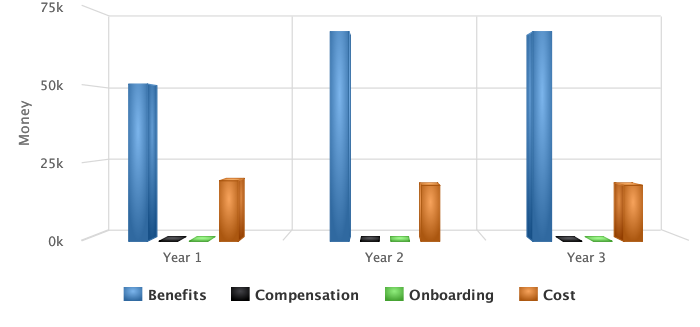 75k
50k
25k
0k
Money
Year 1 Year 2 Year 3
Benefits Compensation Onboarding Cost